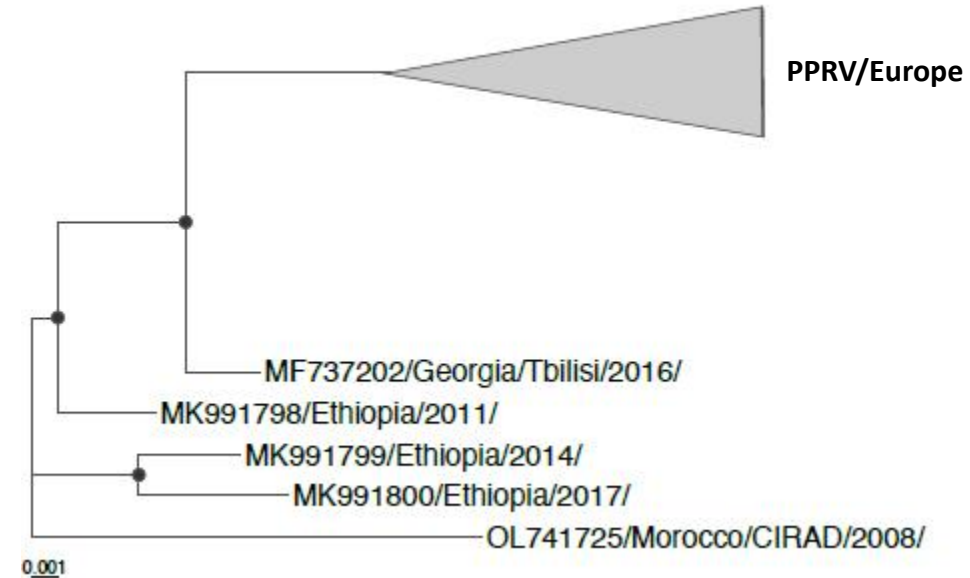 PPRV/Europe
MF737202/Georgia/Tbilisi/2016/
MK991798/Ethiopia/2011/
MK991799/Ethiopia/2014/
MK991800/Ethiopia/2017/
OL741725/Morocco/CIRAD/2008/
0.001